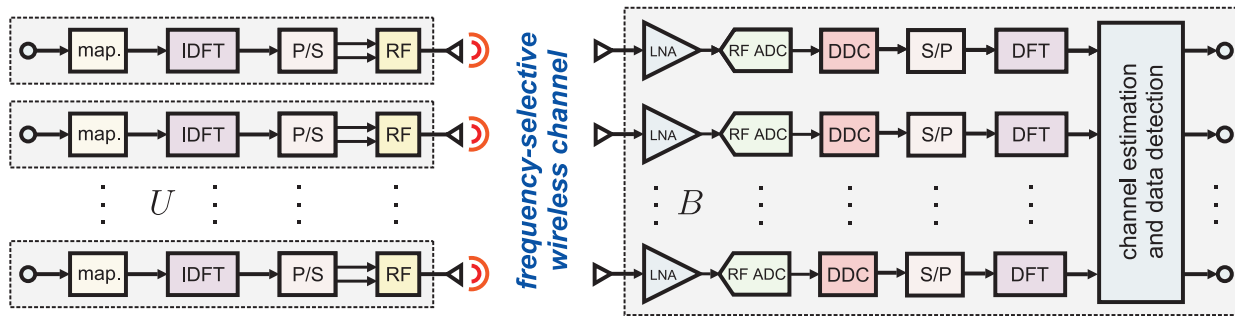 map. IDFT P/S RF
map. IDFT P/S RF
U
map. IDFT P/S RF
frequency-selective
wireless channel
LNA RF ADC DDC S/P DFT
LNA RF ADC DDC S/P DFT
B
LNA RF ADC DDC S/P DFT
channel estimation
and data detection